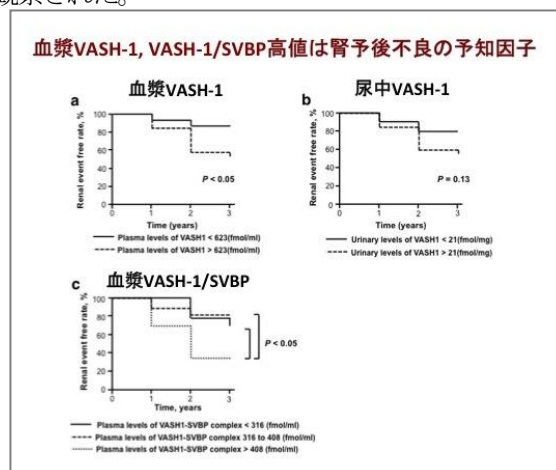 観察された。
血漿VASH-1, VASH-1/SVBP高値は腎予後不良の予知因子
血漿VASH-1
a
Renal event free rate, %
100
80
60
40
20
0
P < 0.05
0 1 2 3
Time (years)
Plasma levels of VASH1 < 623(fmol/ml)
Plasma levels of VASH1 > 623(fmol/ml)
尿中VASH-1
b
Renal event free rate, %
100
80
60
40
20
0
P = 0.13
0 1 2 3
Time (years)
Urinary levels of VASH1 < 21(fmol/mg)
Urinary levels of VASH1 > 21(fmol/mg)
血漿VASH-1/SVBP
c
Renal event free rate, %
100
80
60
40
20
0
P < 0.05
0 1 2 3
Time, years
Plasma levels of VASH1-SVBP complex < 316 (fmol/ml)
Plasma levels of VASH1-SVBP complex 316 to 408 (fmol/ml)
Plasma levels of VASH1-SVBP complex > 408 (fmol/ml)